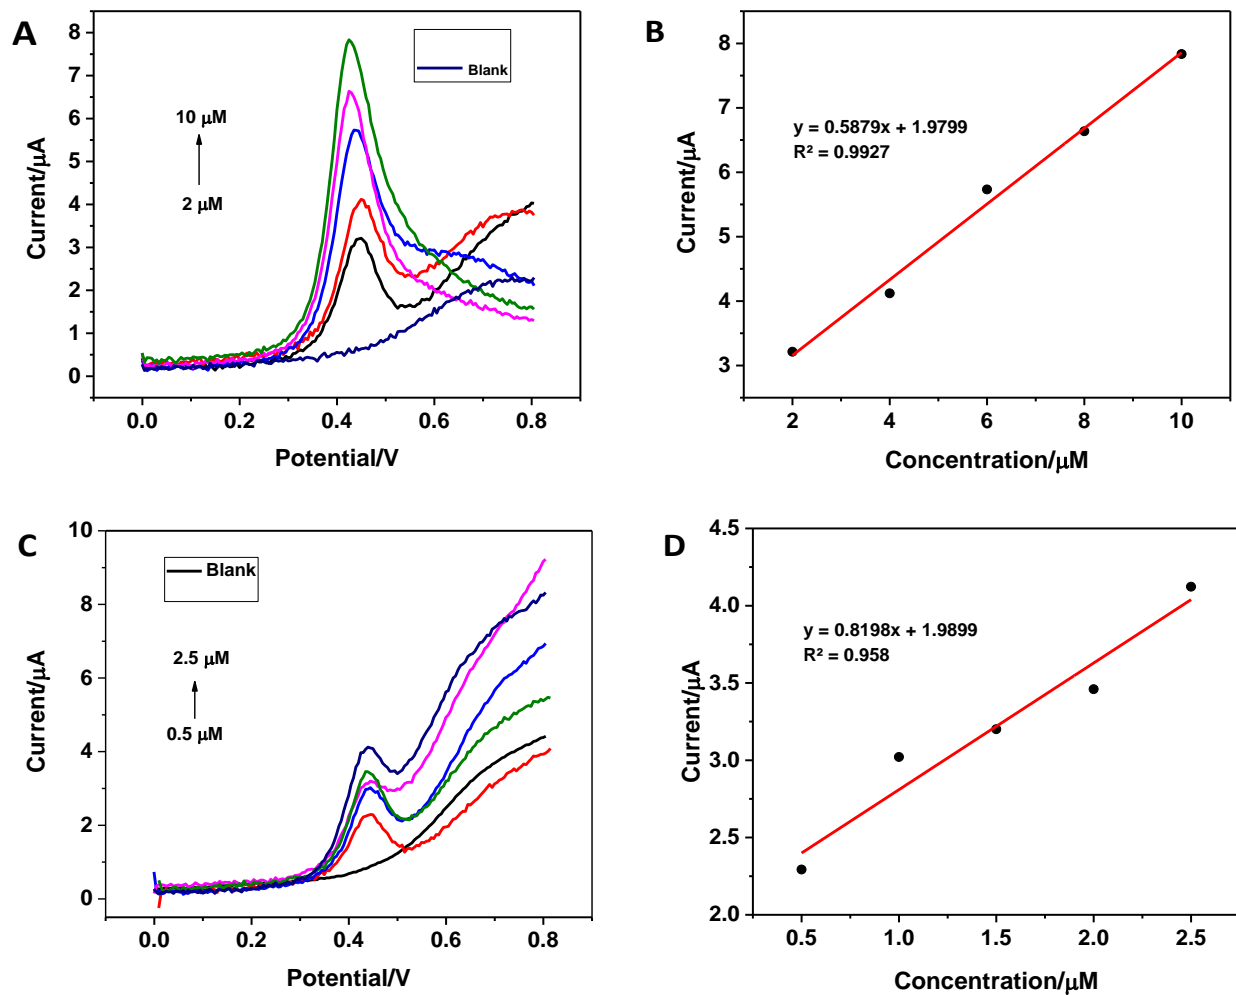 A
Blank
10 μM
2 μM
8
7
6
5
4
3
2
1
0
Current/μA
0.0 0.2 0.4 0.6 0.8
Potential/V
B
y = 0.5879x + 1.9799
R² = 0.9927
8
7
6
5
4
3
Current/μA
2 4 6 8 10
Concentration/μM
C
Blank
2.5 μM
0.5 μM
10
8
6
4
2
0
Current/μA
0.0 0.2 0.4 0.6 0.8
Potential/V
D
y = 0.8198x + 1.9899
R² = 0.958
4.5
4.0
3.5
3.0
2.5
2.0
Current/μA
0.5 1.0 1.5 2.0 2.5
Concentration/μM